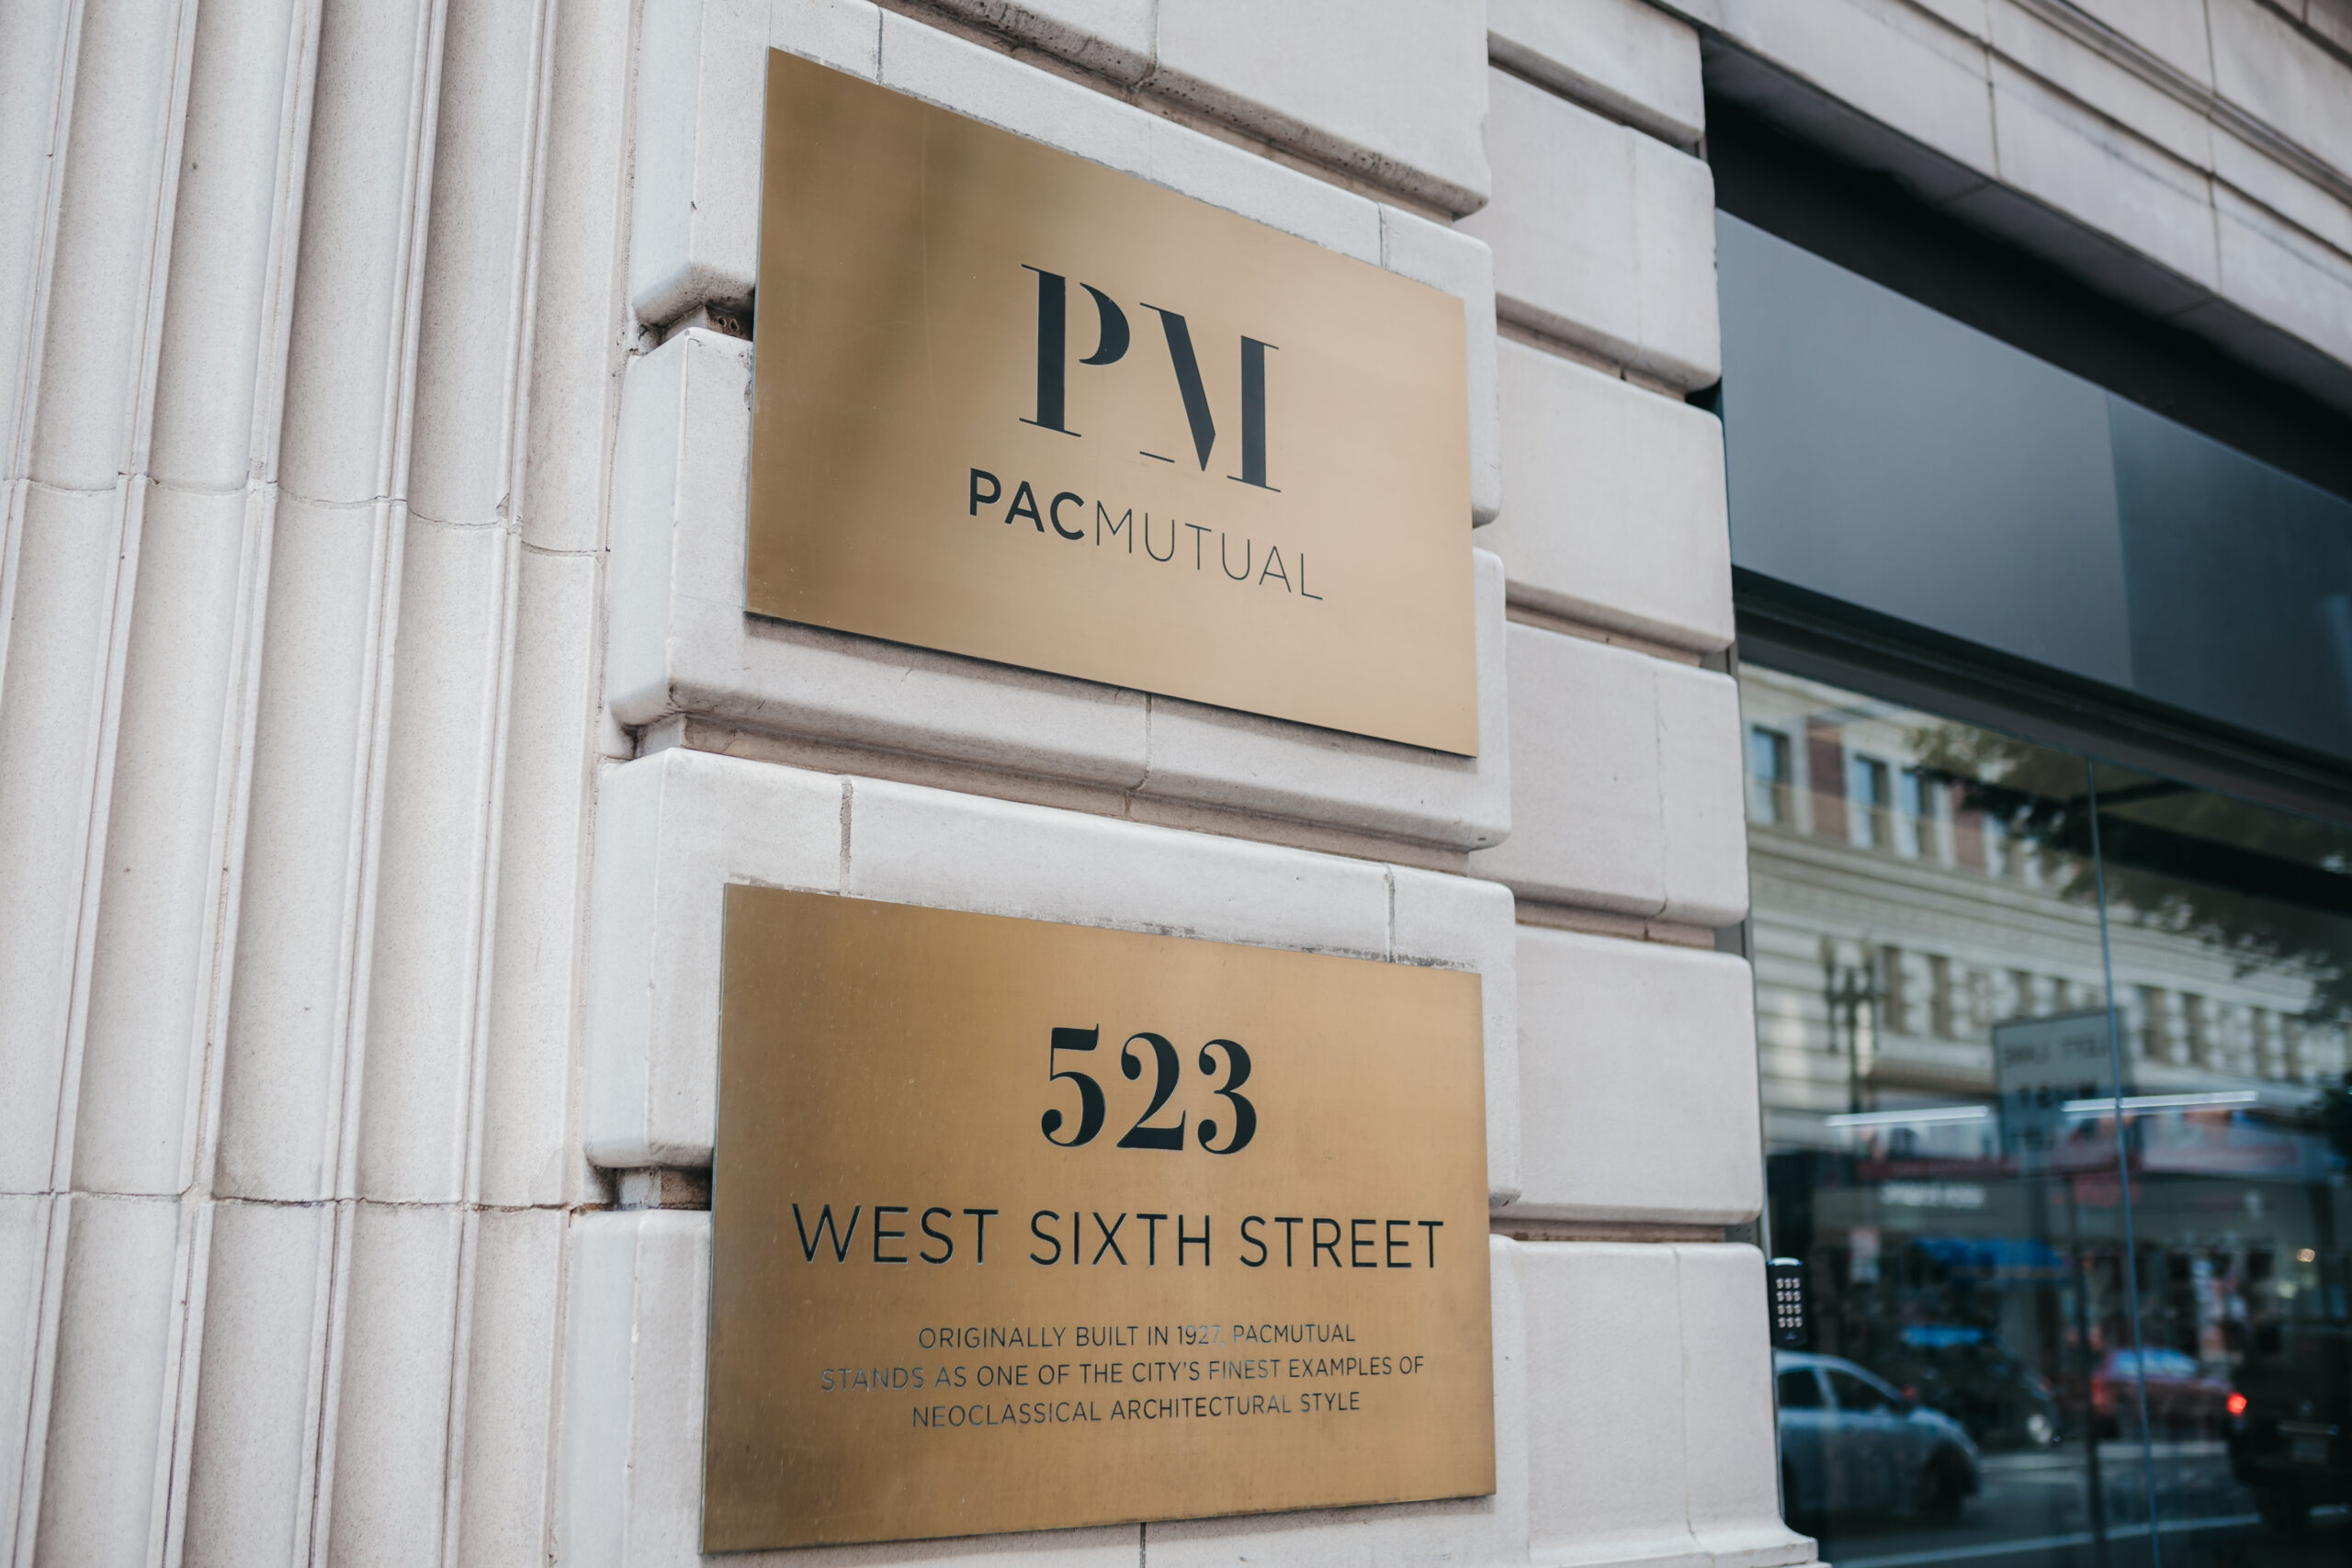 PM
PACMUTUAL
523
WEST SIXTH STREET
ORIGINALLY BUILT IN 1927, PACMUTUAL
STANDS AS ONE OF THE CITY'S FINEST EXAMPLES OF
NEOCLASSICAL ARCHITECTURAL STYLE